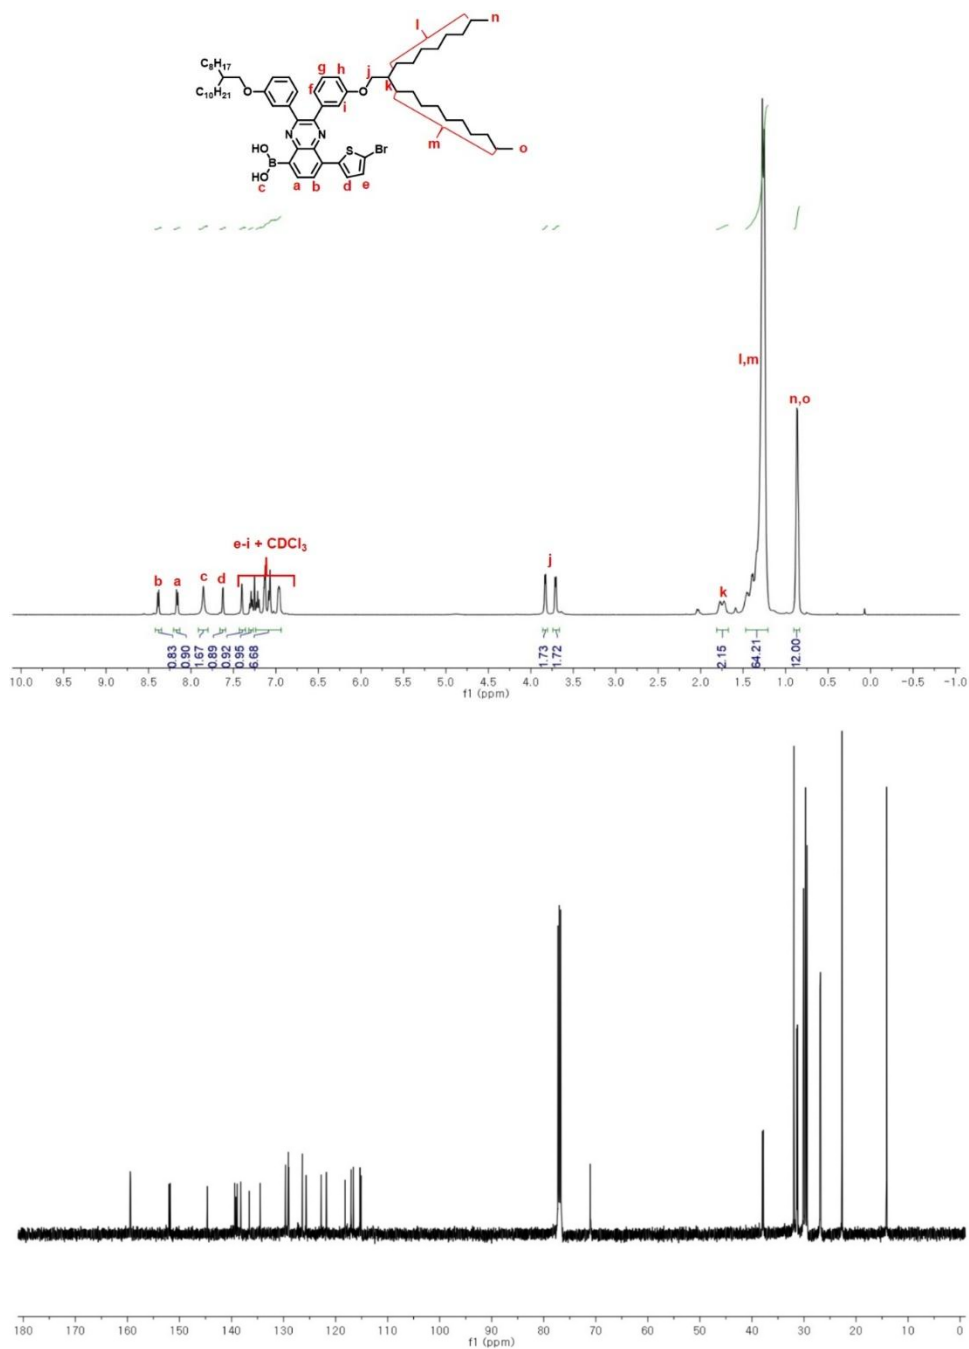 l
n
C8H17
C10H21
O
g
h
j
f
O
k
i
N
N
m
o
HO
B
HO
c
S
Br
a
b
d
e
l,m
n,o
e-i + CDCl3
b
a
c
d
j
k
0.83
0.90
1.67
0.89
0.92
0.95
6.68
1.73
1.72
2.15
64.21
12.00
10.0 9.5 9.0 8.5 8.0 7.5 7.0 6.5 6.0 5.5 5.0 4.5 4.0 3.5 3.0 2.5 2.0 1.5 1.0 0.5 0.0 -0.5 -1.0
f1 (ppm)
180 170 160 150 140 130 120 110 100 90 80 70 60 50 40 30 20 10 0
f1 (ppm)